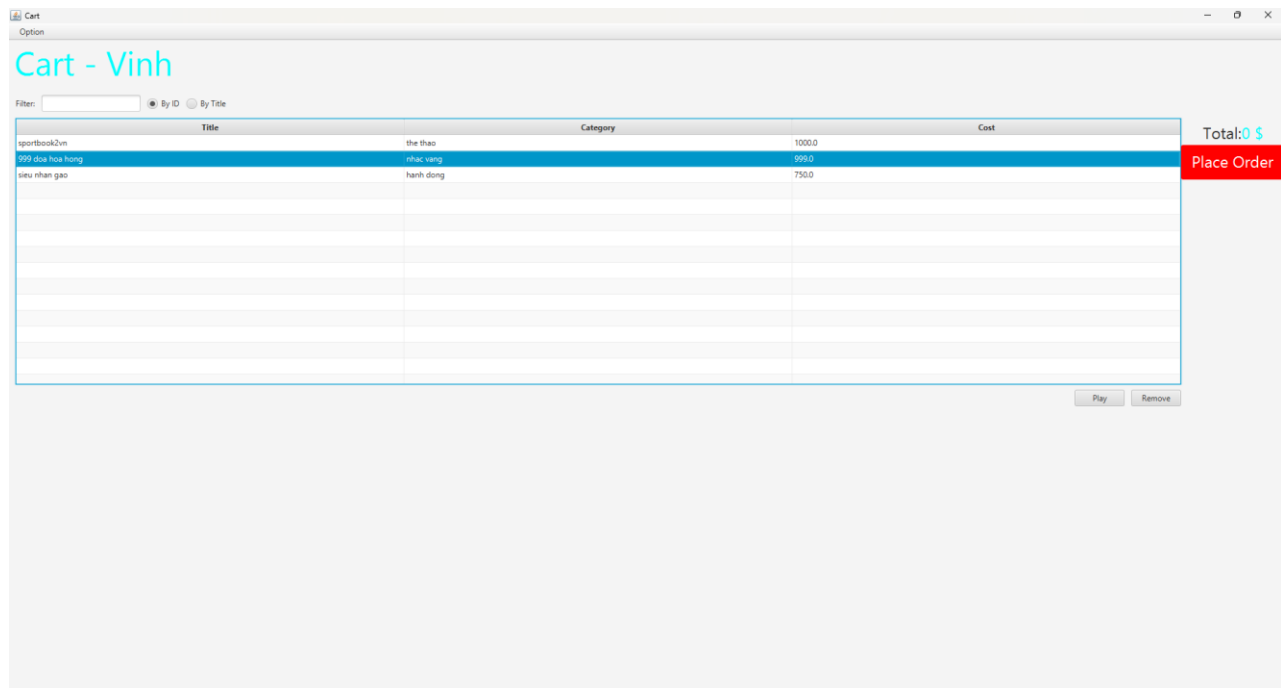 Cart
Option
Cart - Vinh
Filter: By ID By Title
Title Category Cost
sportbook2vn the thao 1000.0
999 doa hoa hong nhac vang 999.0
sieu nhan gao hanh dong 750.0
Total:0 $
Place Order
Play Remove